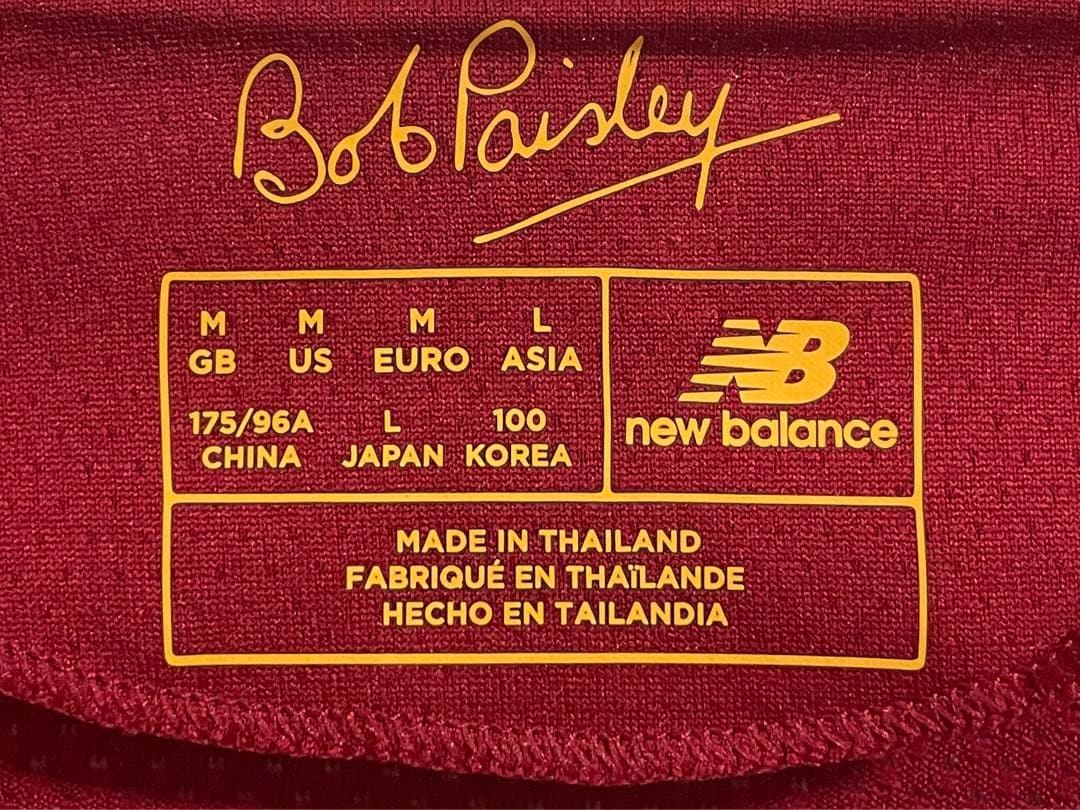 Bob Paisley
M M M L
GB US EURO ASIA
175/96A L 100
CHINA JAPAN KOREA
NB
new balance
MADE IN THAILAND
FABRIQUÉ EN THAïLANDE
HECHO EN TAILANDIA